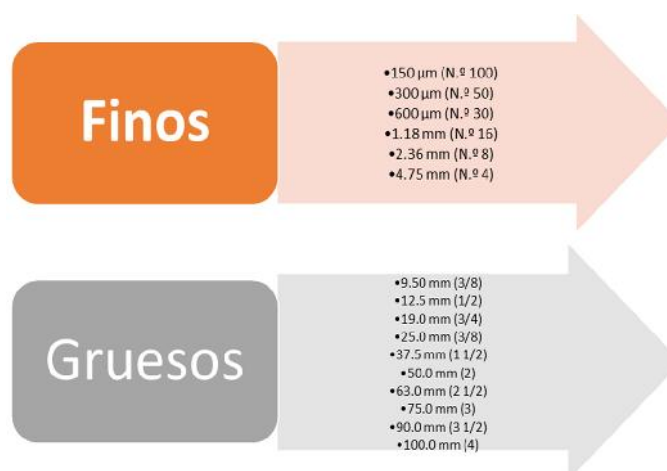 Finos
•150 µm (N.º 100)
•300 µm (N.º 50)
•600 µm (N.º 30)
•1.18 mm (N.º 16)
•2.36 mm (N.º 8)
•4.75 mm (N.º 4)
Gruesos
•9.50 mm (3/8)
•12.5 mm (1/2)
•19.0 mm (3/4)
•25.0 mm (3/8)
•37.5 mm (1 1/2)
•50.0 mm (2)
•63.0 mm (2 1/2)
•75.0 mm (3)
•90.0 mm (3 1/2)
•100.0 mm (4)